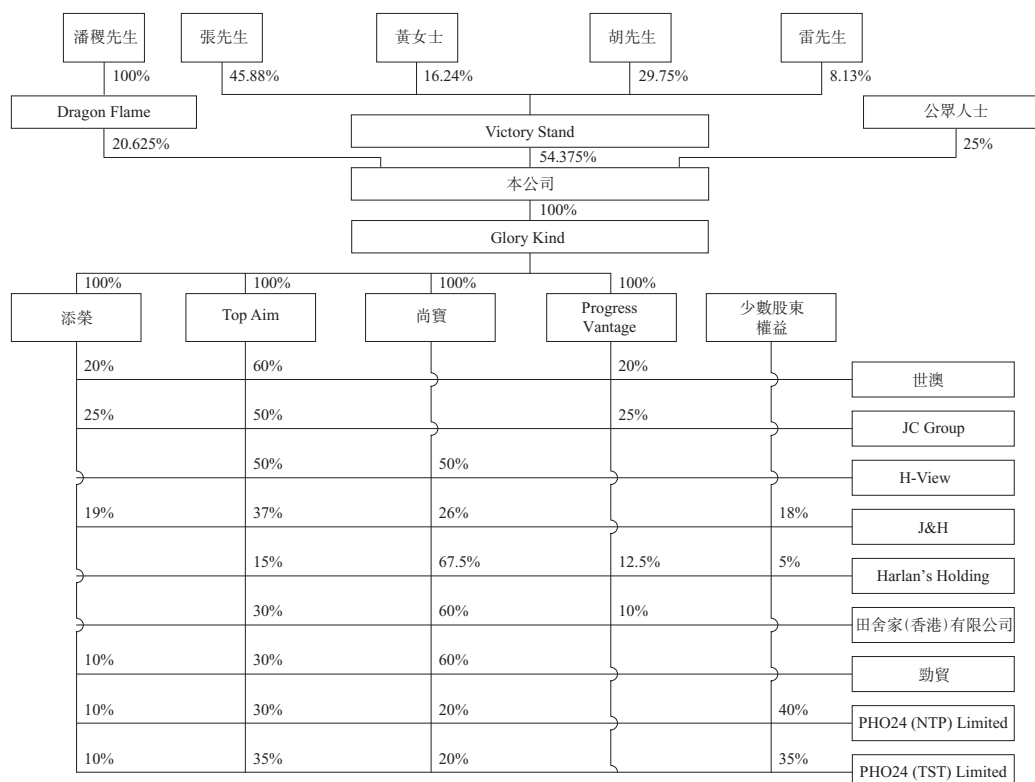 潘稷先生
張先生
黃女士
胡先生
雷先生
100%
45.88%
16.24%
29.75%
8.13%
Dragon Flame
Victory Stand
公眾人士
20.625%
54.375%
25%
本公司
100%
Glory Kind
100%
100%
100%
100%
添榮
Top Aim
尚寶
Progress
Vantage
少數股東
權益
20%
60%
20%
世澳
25%
50%
25%
JC Group
50%
50%
H-View
19%
37%
26%
18%
J&H
15%
67.5%
12.5%
5%
Harlan's Holding
30%
60%
10%
田舍家(香港)有限公司
10%
30%
60%
勁貿
10%
30%
20%
40%
PHO24 (NTP) Limited
10%
35%
20%
35%
PHO24 (TST) Limited